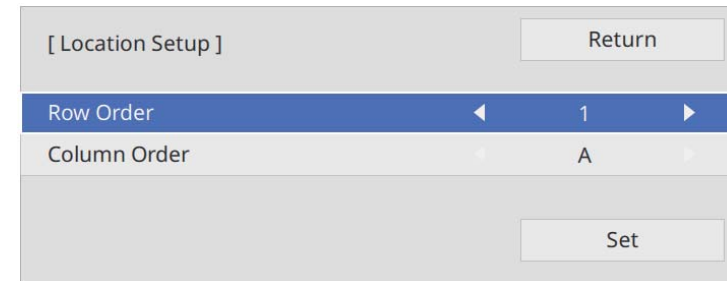 [ Location Setup ]
Return
Row Order 1
Column Order A
Set